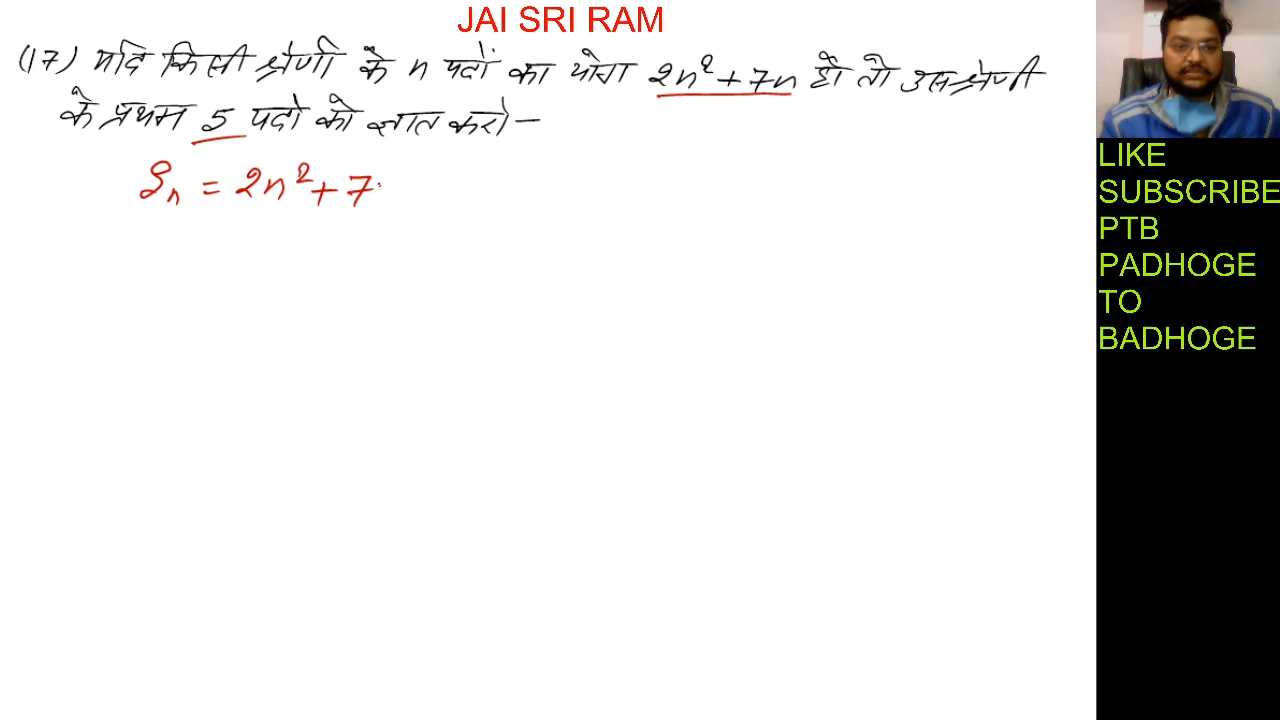 JAI SRI RAM
(17) यदि किसी श्रेणी के n पदों का योग 2n²+7n हो तो उस श्रेणी
के प्रथम 5 पदो को ज्ञात करो—
Sₙ = 2n²+7
LIKE
SUBSCRIBE
PTB
PADHOGE
TO
BADHOGE